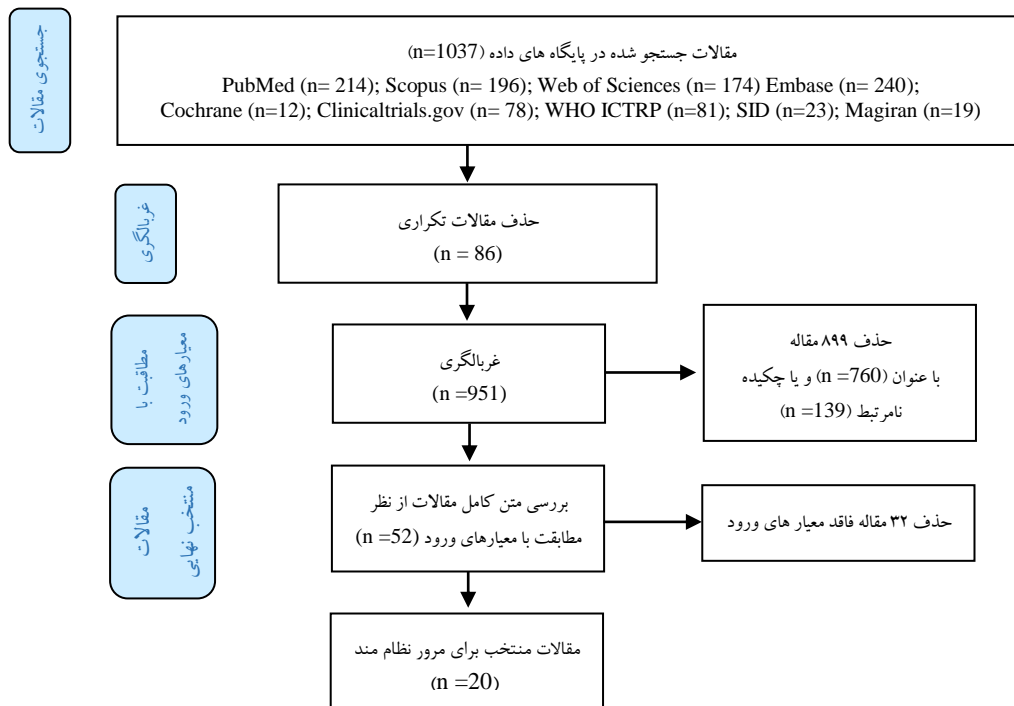 جستجوی مقالات
مقالات جستجو شده در پایگاه های داده (n=1037)
PubMed (n= 214); Scopus (n= 196); Web of Sciences (n= 174) Embase (n= 240);
Cochrane (n=12); Clinicaltrials.gov (n= 78); WHO ICTRP (n=81); SID (n=23); Magiran (n=19)
غربالگری
حذف مقالات تکراری
(n = 86)
مطاقبت با
معیارهای ورود
غربالگری
(n =951)
حذف ۸۹۹ مقاله
با عنوان (n =760) و یا چکیده
نامرتبط (n =139)
مقالات
منتخب نهایی
بررسی متن کامل مقالات از نظر
مطابقت با معیارهای ورود (n =52)
حذف ۳۲ مقاله فاقد معیار های ورود
مقالات منتخب برای مرور نظام مند
(n =20)